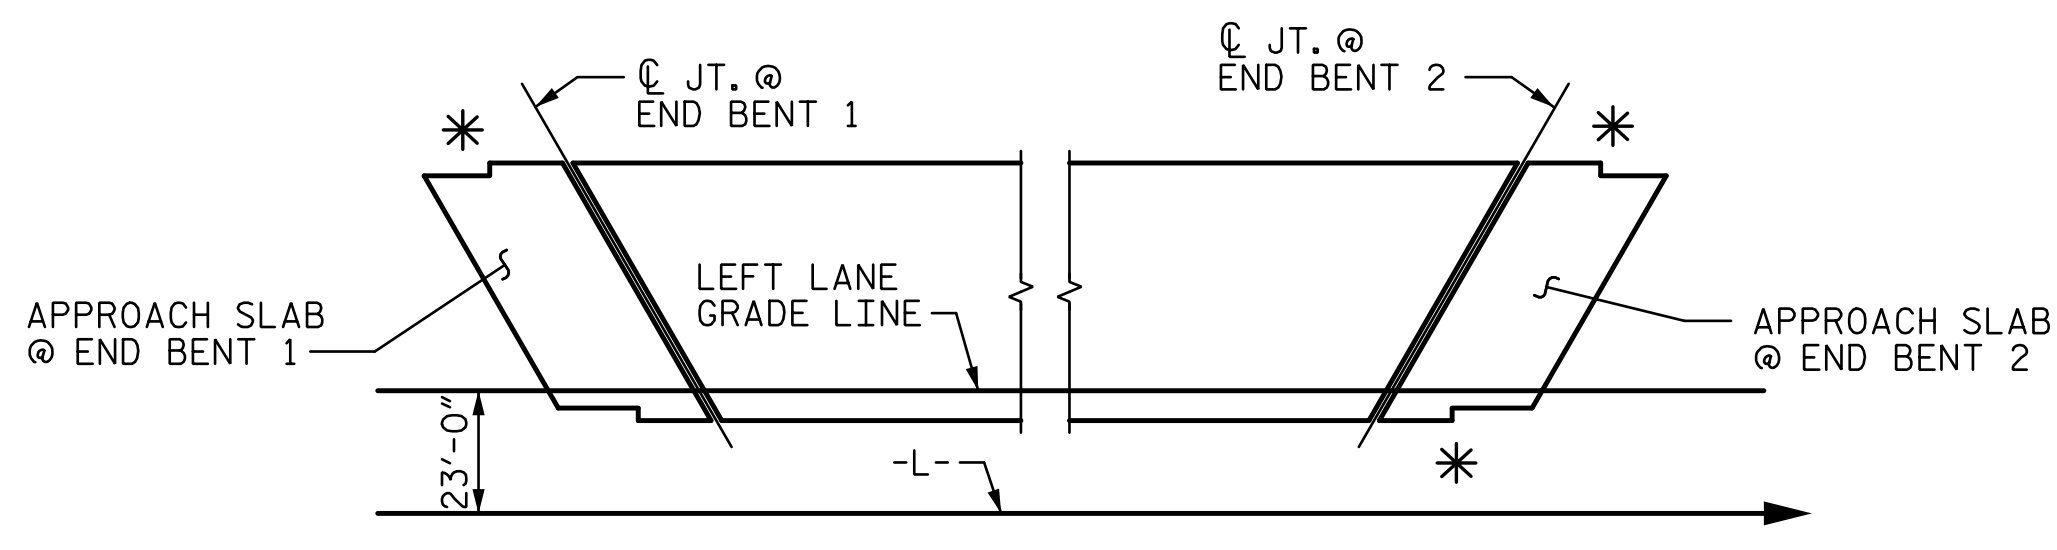 ℄ JT. @
END BENT 1
℄ JT. @
END BENT 2
*
*
LEFT LANE
GRADE LINE
APPROACH SLAB
@ END BENT 1
APPROACH SLAB
@ END BENT 2
23'-0"
-L-
*